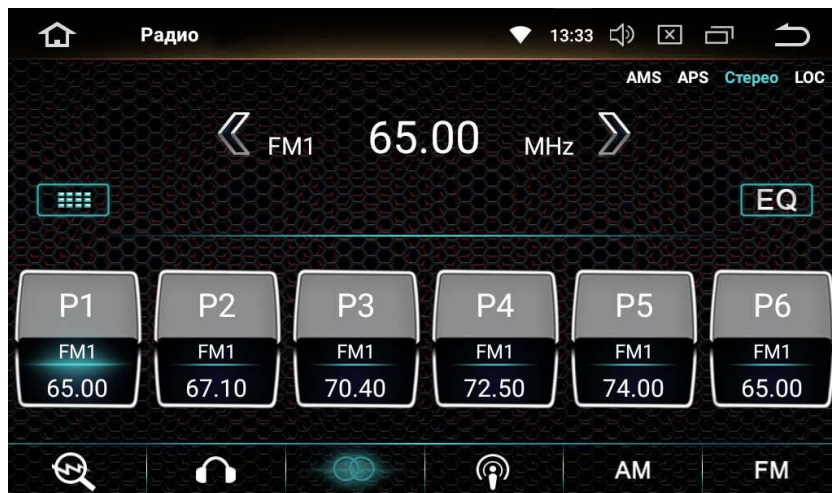 Радио 13:33
AMS APS Стерео LOC
FM1 65.00 MHz
EQ
P1 P2 P3 P4 P5 P6
FM1 FM1 FM1 FM1 FM1 FM1
65.00 67.10 70.40 72.50 74.00 65.00
AM FM